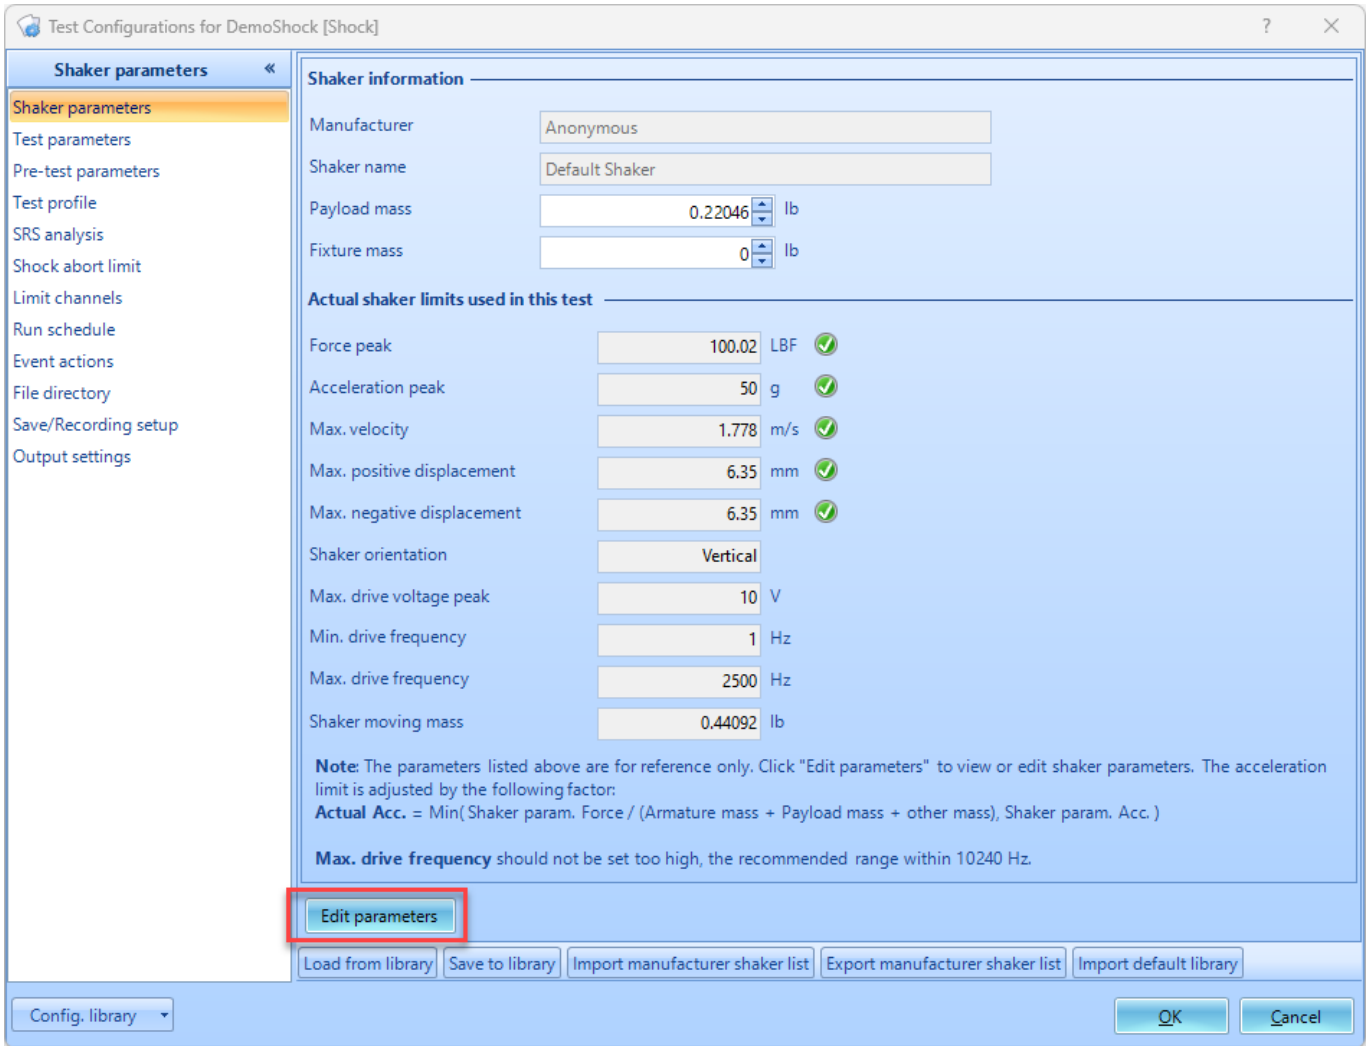 Test Configurations for DemoShock [Shock]
?
Shaker parameters «
Shaker parameters
Test parameters
Pre-test parameters
Test profile
SRS analysis
Shock abort limit
Limit channels
Run schedule
Event actions
File directory
Save/Recording setup
Output settings
Shaker information
Manufacturer Anonymous
Shaker name Default Shaker
Payload mass 0.22046 lb
Fixture mass 0 lb
Actual shaker limits used in this test
Force peak 100.02 LBF
Acceleration peak 50 g
Max. velocity 1.778 m/s
Max. positive displacement 6.35 mm
Max. negative displacement 6.35 mm
Shaker orientation Vertical
Max. drive voltage peak 10 V
Min. drive frequency 1 Hz
Max. drive frequency 2500 Hz
Shaker moving mass 0.44092 lb
Note: The parameters listed above are for reference only. Click "Edit parameters" to view or edit shaker parameters. The acceleration
limit is adjusted by the following factor:
Actual Acc. = Min( Shaker param. Force / (Armature mass + Payload mass + other mass), Shaker param. Acc. )
Max. drive frequency should not be set too high, the recommended range within 10240 Hz.
Edit parameters
Load from library Save to library Import manufacturer shaker list Export manufacturer shaker list Import default library
Config. library OK Cancel